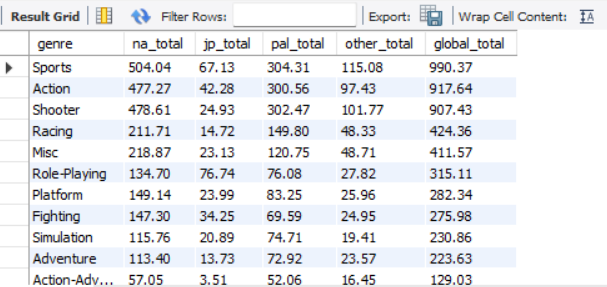 Result Grid Filter Rows: Export: Wrap Cell Content: IA
genre na_total jp_total pal_total other_total global_total
Sports 504.04 67.13 304.31 115.08 990.37
Action 477.27 42.28 300.56 97.43 917.64
Shooter 478.61 24.93 302.47 101.77 907.43
Racing 211.71 14.72 149.80 48.33 424.36
Misc 218.87 23.13 120.75 48.71 411.57
Role-Playing 134.70 76.74 76.08 27.82 315.11
Platform 149.14 23.99 83.25 25.96 282.34
Fighting 147.30 34.25 69.59 24.95 275.98
Simulation 115.76 20.89 74.71 19.41 230.86
Adventure 113.40 13.73 72.92 23.57 223.63
Action-Adv... 57.05 3.51 52.06 16.45 129.03